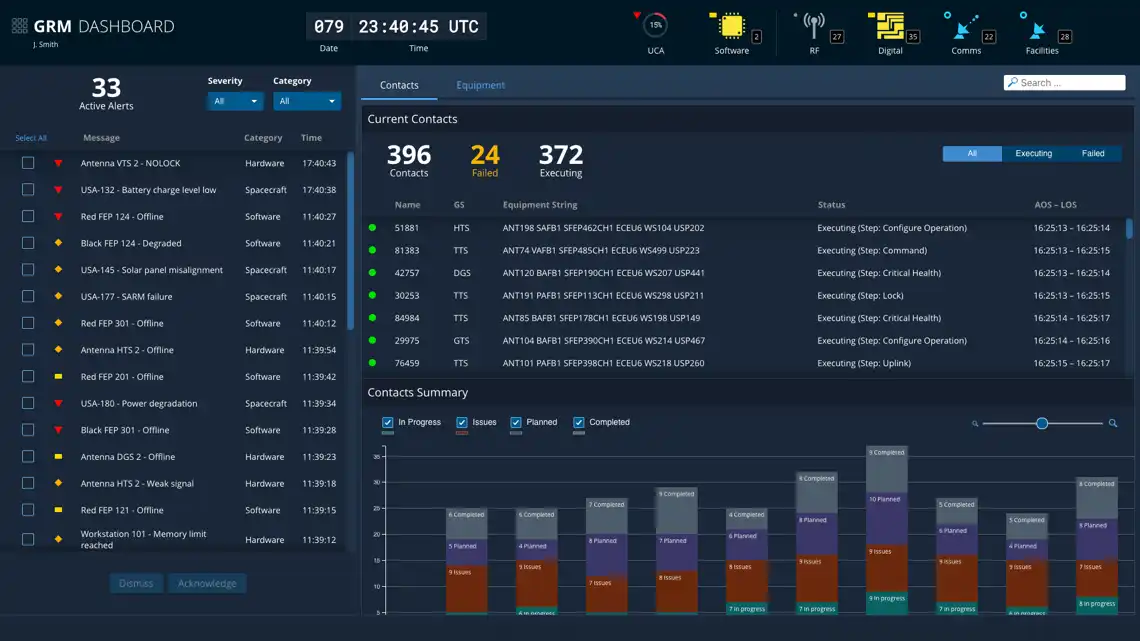 GRM DASHBOARD
J. Smith
079 23:40:45 UTC
Date Time
15%
UCA
Software 2
RF 27
Digital 35
Comms 22
Facilities 28
33
Active Alerts
Severity Category
All All
Select All Message Category Time
Antenna VTS 2 - NOLOCK Hardware 17:40:43
USA-132 - Battery charge level low Spacecraft 17:40:38
Red FEP 124 - Offline Software 11:40:27
Black FEP 124 - Degraded Software 11:40:21
USA-145 - Solar panel misalignment Spacecraft 11:40:17
USA-177 - SARM failure Spacecraft 11:40:15
Red FEP 301 - Offline Software 11:40:12
Antenna HTS 2 - Offline Hardware 11:39:54
Red FEP 201 - Offline Software 11:39:42
USA-180 - Power degradation Spacecraft 11:39:34
Black FEP 301 - Offline Software 11:39:28
Antenna DGS 2 - Offline Hardware 11:39:23
Antenna HTS 2 - Weak signal Hardware 11:39:18
Red FEP 121 - Offline Software 11:39:15
Workstation 101 - Memory limit reached Hardware 11:39:12
Dismiss Acknowledge
Contacts Equipment
Search ...
Current Contacts
396 24 372
Contacts Failed Executing
All Executing Failed
Name GS Equipment String Status AOS – LOS
51881 HTS ANT198 SAFB1 SFEP462CH1 ECEU6 WS104 USP202 Executing (Step: Configure Operation) 16:25:13 – 16:25:14
81383 TTS ANT74 VAFB1 SFEP485CH1 ECEU6 WS499 USP223 Executing (Step: Command) 16:25:13 – 16:25:15
42757 DGS ANT120 BAFB1 SFEP190CH1 ECEU6 WS207 USP441 Executing (Step: Critical Health) 16:25:13 – 16:25:14
30253 TTS ANT191 PAFB1 SFEP113CH1 ECEU6 WS298 USP211 Executing (Step: Lock) 16:25:13 – 16:25:15
84984 TTS ANT85 BAFB1 SFEP178CH1 ECEU6 WS198 USP149 Executing (Step: Critical Health) 16:25:14 – 16:25:17
29975 GTS ANT104 BAFB1 SFEP390CH1 ECEU6 WS214 USP467 Executing (Step: Configure Operation) 16:25:14 – 16:25:16
76459 TTS ANT101 PAFB1 SFEP398CH1 ECEU6 WS218 USP260 Executing (Step: Uplink) 16:25:15 – 16:25:17
Contacts Summary
In Progress Issues Planned Completed
35
30
25
20
15
10
5
6 Completed
5 Planned
9 Issues
6 Completed
4 Planned
9 Issues
6 In progress
7 Completed
8 Planned
7 Issues
9 Completed
7 Planned
8 Issues
4 Completed
6 Planned
8 Issues
7 In progress
8 Completed
8 Planned
9 Issues
7 In progress
9 Completed
10 Planned
9 Issues
9 In progress
5 Completed
6 Planned
9 Issues
7 In progress
5 Completed
4 Planned
9 Issues
6 In progress
8 Completed
8 Planned
7 Issues
8 In progress